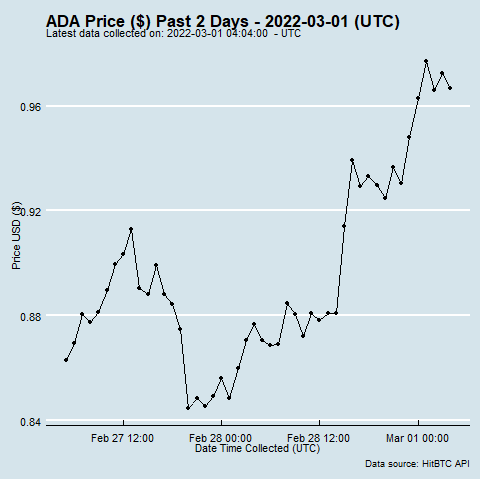 ADA Price ($) Past 2 Days - 2022-03-01 (UTC)
Latest data collected on: 2022-03-01 04:04:00  - UTC
Price USD ($)
0.96
0.92
0.88
0.84
Feb 27 12:00
Feb 28 00:00
Feb 28 12:00
Mar 01 00:00
Date Time Collected (UTC)
Data source: HitBTC API